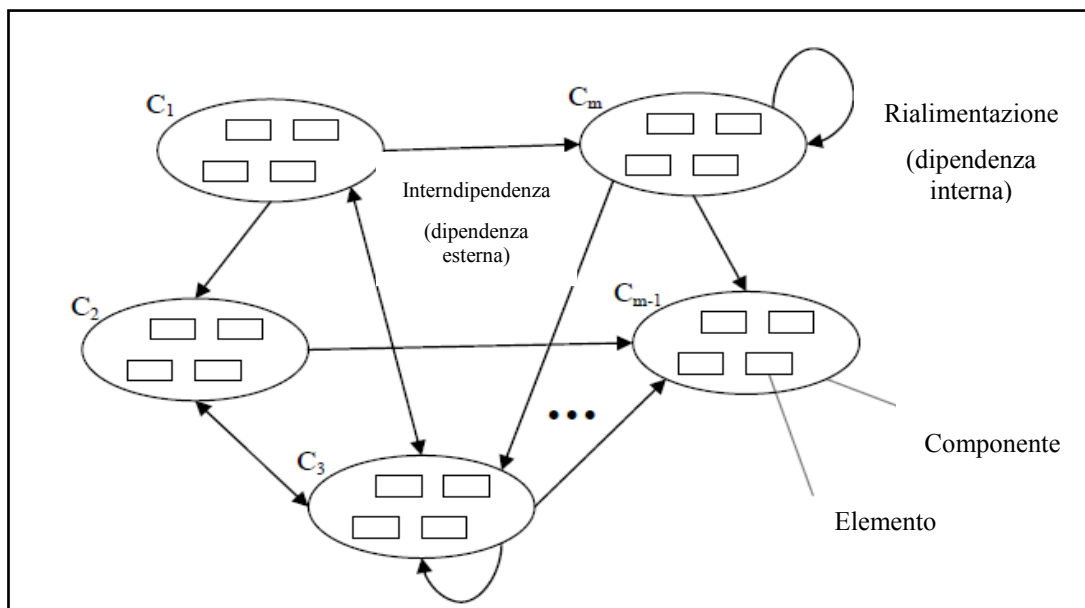 C1
Cm
Rialimentazione
(dipendenza
interna)
Interndipendenza
(dipendenza
esterna)
C2
Cm-1
•••
C3
Componente
Elemento